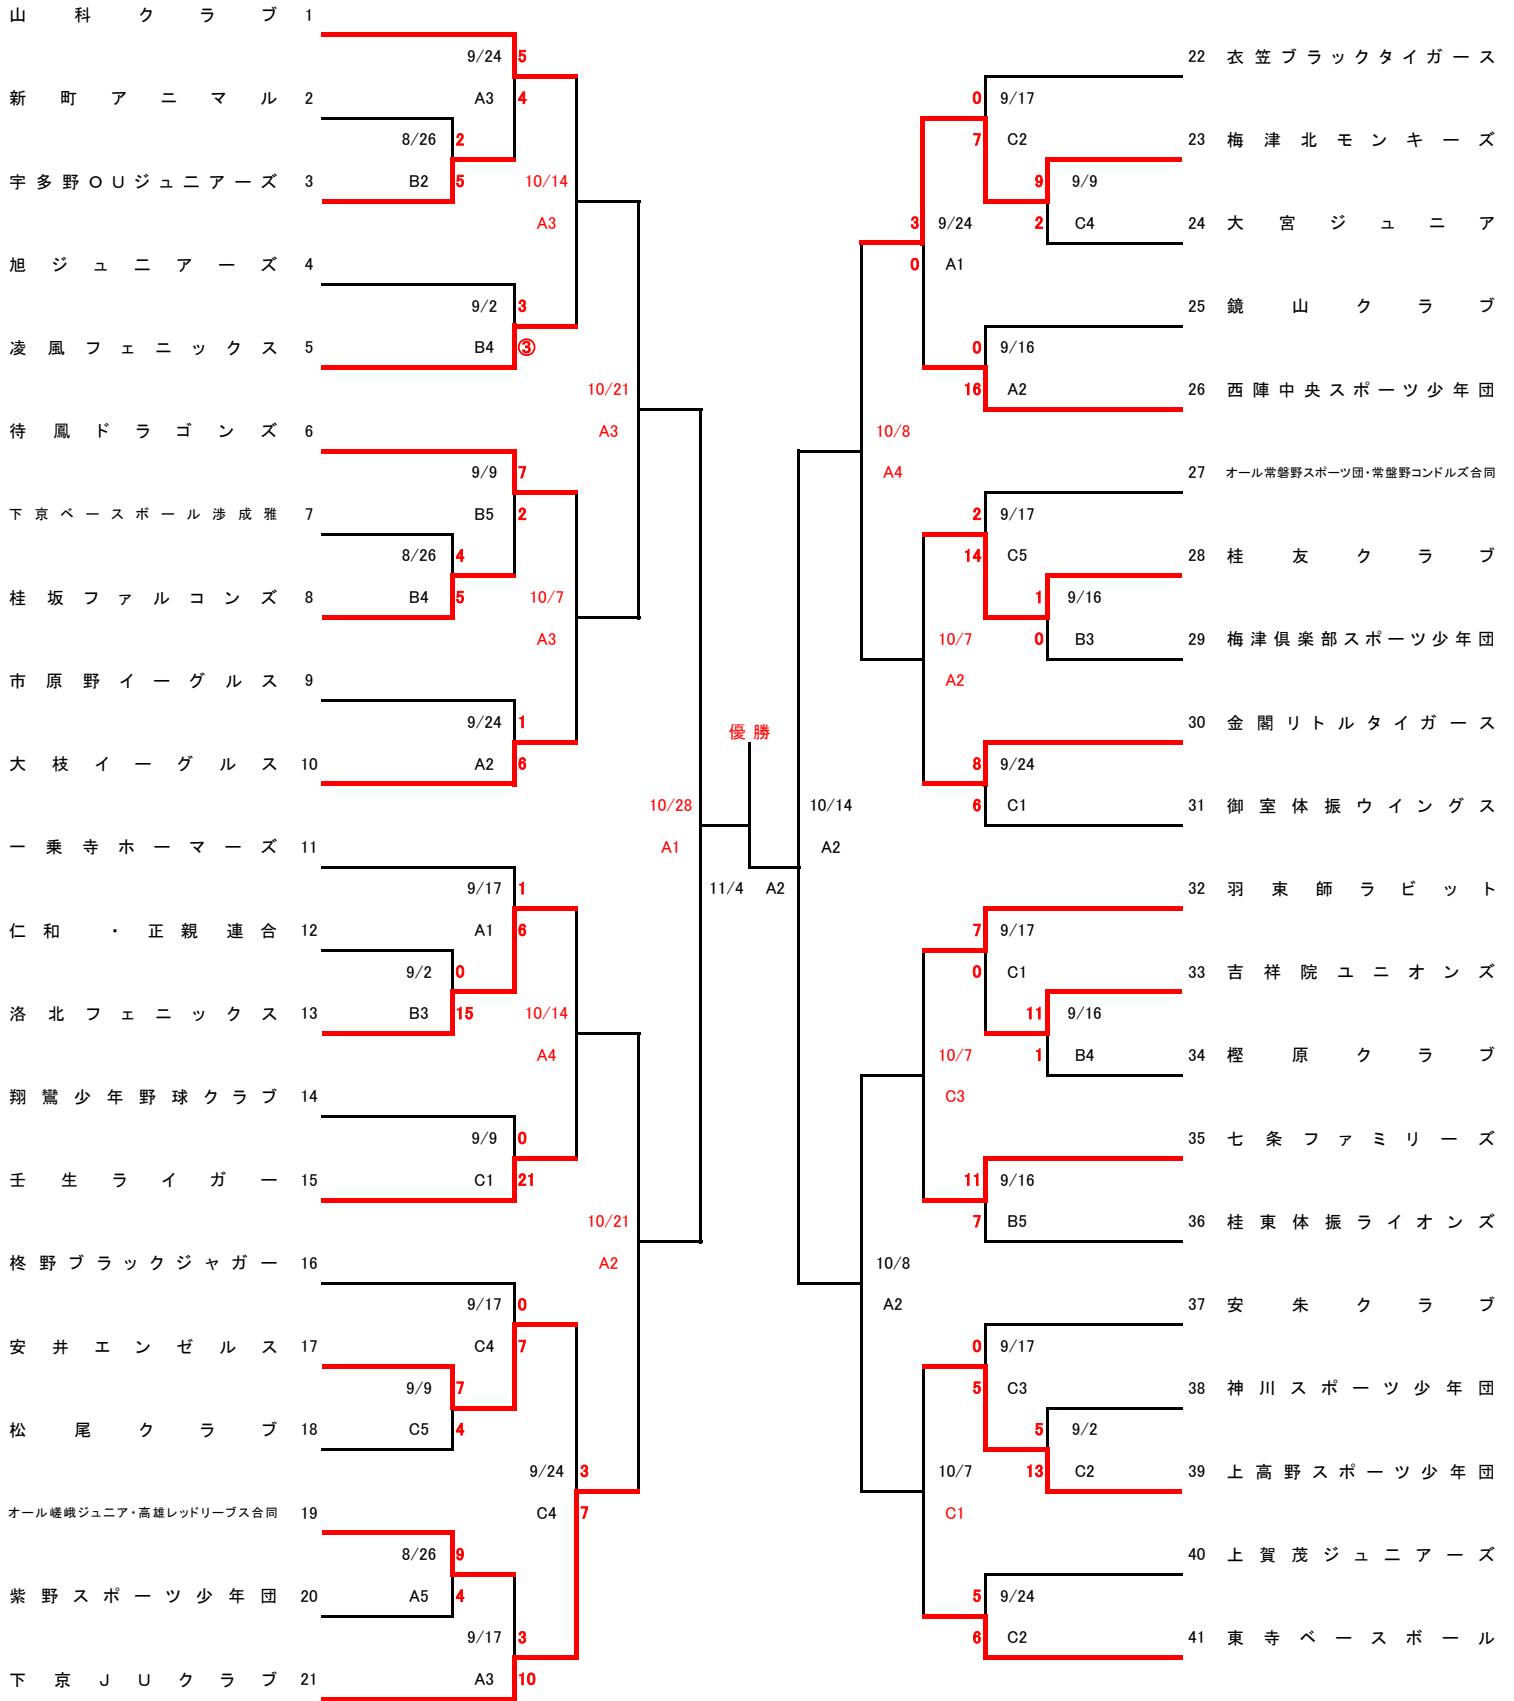 山科クラブ 1
9/24 5
新町アニマル 2
A3 4
8/26 2
宇多野OUジュニアーズ 3
B2 5
10/14
A3
旭ジュニアーズ 4
9/2 3
凌風フェニックス 5
B4 ③
10/21
A3
待鳳ドラゴンズ 6
9/9 7
下京ベースボール渉成雅 7
B5 2
8/26 4
桂坂ファルコンズ 8
B4 5
10/7
A3
市原野イーグルス 9
9/24 1
大枝イーグルス 10
A2 6
10/28
A1
一乗寺ホーマーズ 11
9/17 1
仁和・正親連合 12
A1 6
9/2 0
洛北フェニックス 13
B3 15
10/14
A4
翔鸞少年野球クラブ 14
9/9 0
壬生ライガー 15
C1 21
10/21
A2
柊野ブラックジャガー 16
9/17 0
安井エンゼルス 17
C4 7
9/9 7
松尾クラブ 18
C5 4
9/24 3
C4 7
オール嵯峨ジュニア・高雄レッドリーブス合同 19
8/26 9
紫野スポーツ少年団 20
A5 4
9/17 3
下京JUクラブ 21
A3 10
優勝
11/4 A2
10/14
A2
22 衣笠ブラックタイガース
0 9/17
7 C2
23 梅津北モンキーズ
9 9/9
2 C4
24 大宮ジュニア
3 9/24
0 A1
25 鏡山クラブ
0 9/16
16 A2
26 西陣中央スポーツ少年団
10/8
A4
27 オール常磐野スポーツ団・常盤野コンドルズ合同
2 9/17
14 C5
28 桂友クラブ
1 9/16
0 B3
29 梅津倶楽部スポーツ少年団
10/7
A2
30 金閣リトルタイガース
8 9/24
6 C1
31 御室体振ウイングス
32 羽束師ラビット
7 9/17
0 C1
33 吉祥院ユニオンズ
11 9/16
1 B4
34 樫原クラブ
10/7
C3
35 七条ファミリーズ
11 9/16
7 B5
36 桂東体振ライオンズ
10/8
A2
37 安朱クラブ
0 9/17
5 C3
38 神川スポーツ少年団
5 9/2
13 C2
39 上高野スポーツ少年団
10/7
C1
40 上賀茂ジュニアーズ
5 9/24
6 C2
41 東寺ベースボール